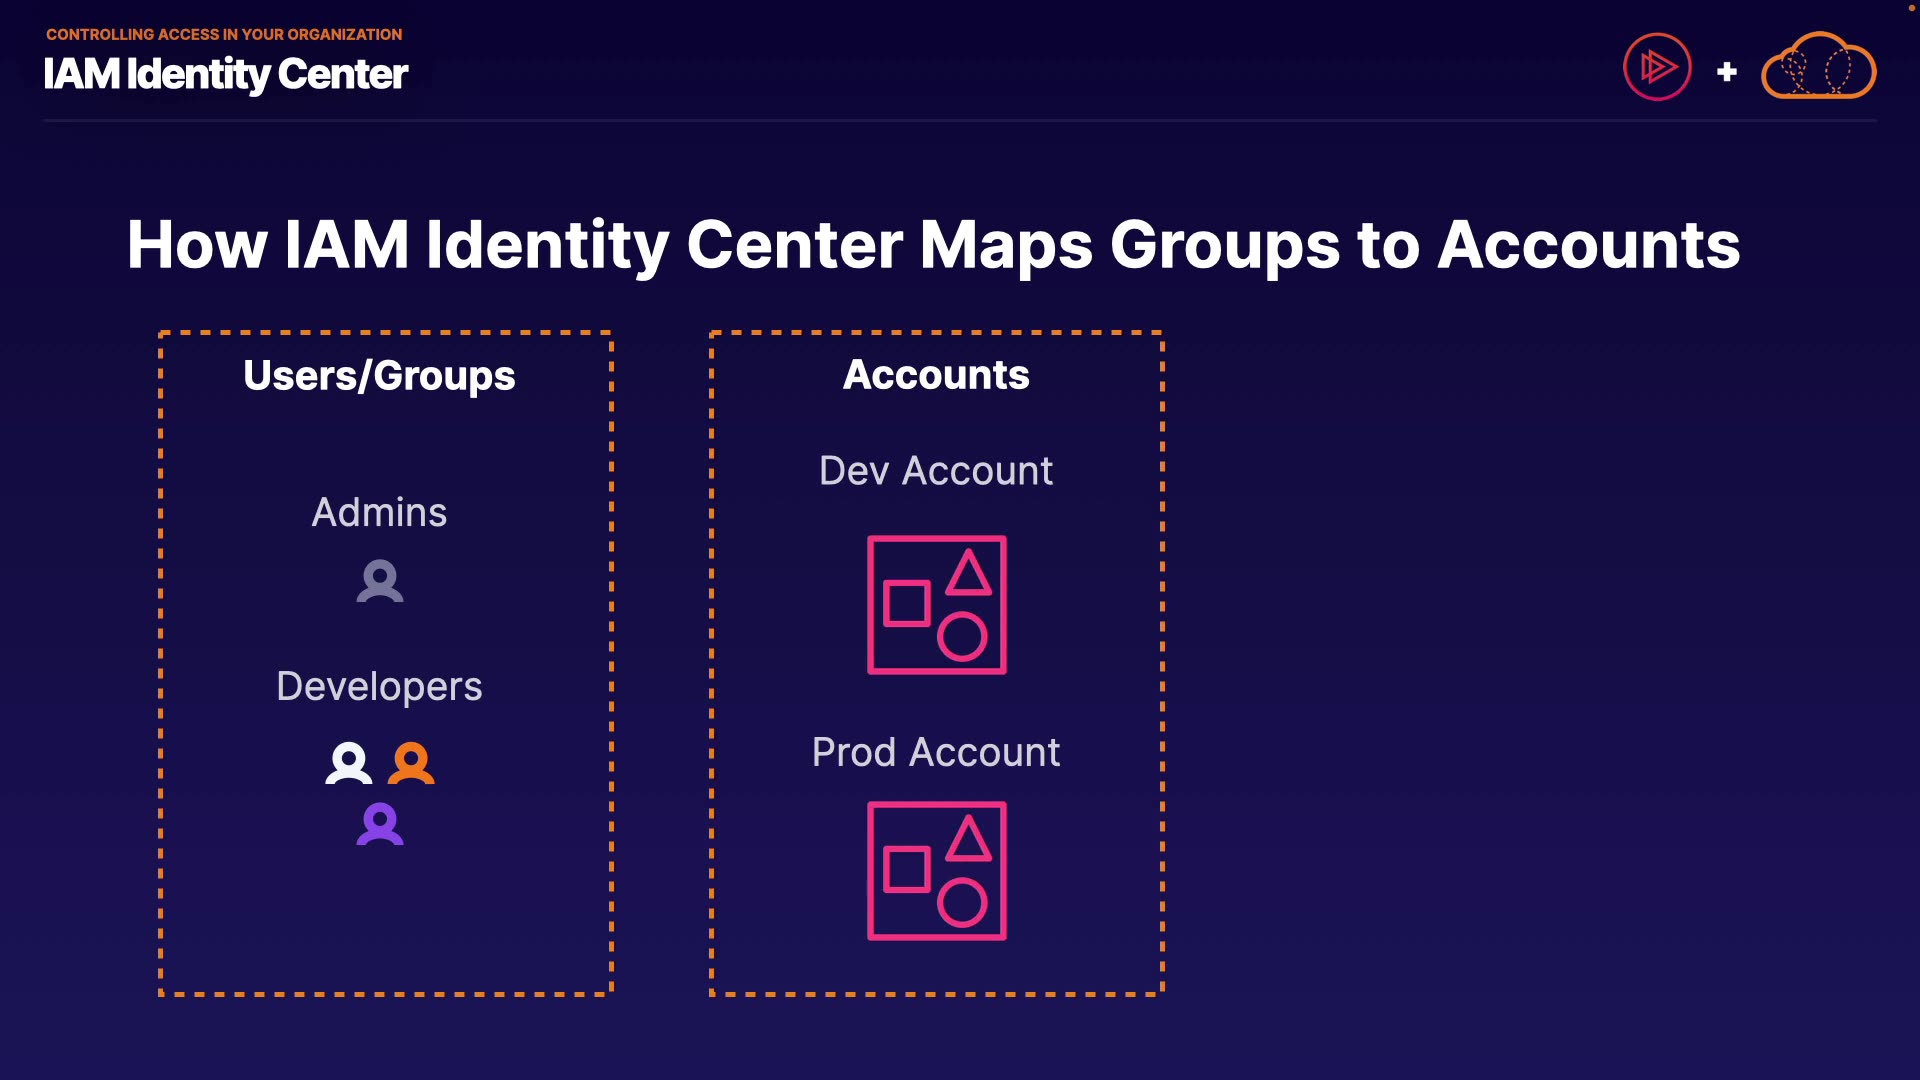 CONTROLLING ACCESS IN YOUR ORGANIZATION
IAM Identity Center
How IAM Identity Center Maps Groups to Accounts
Users/Groups
Admins
Developers
Accounts
Dev Account
Prod Account